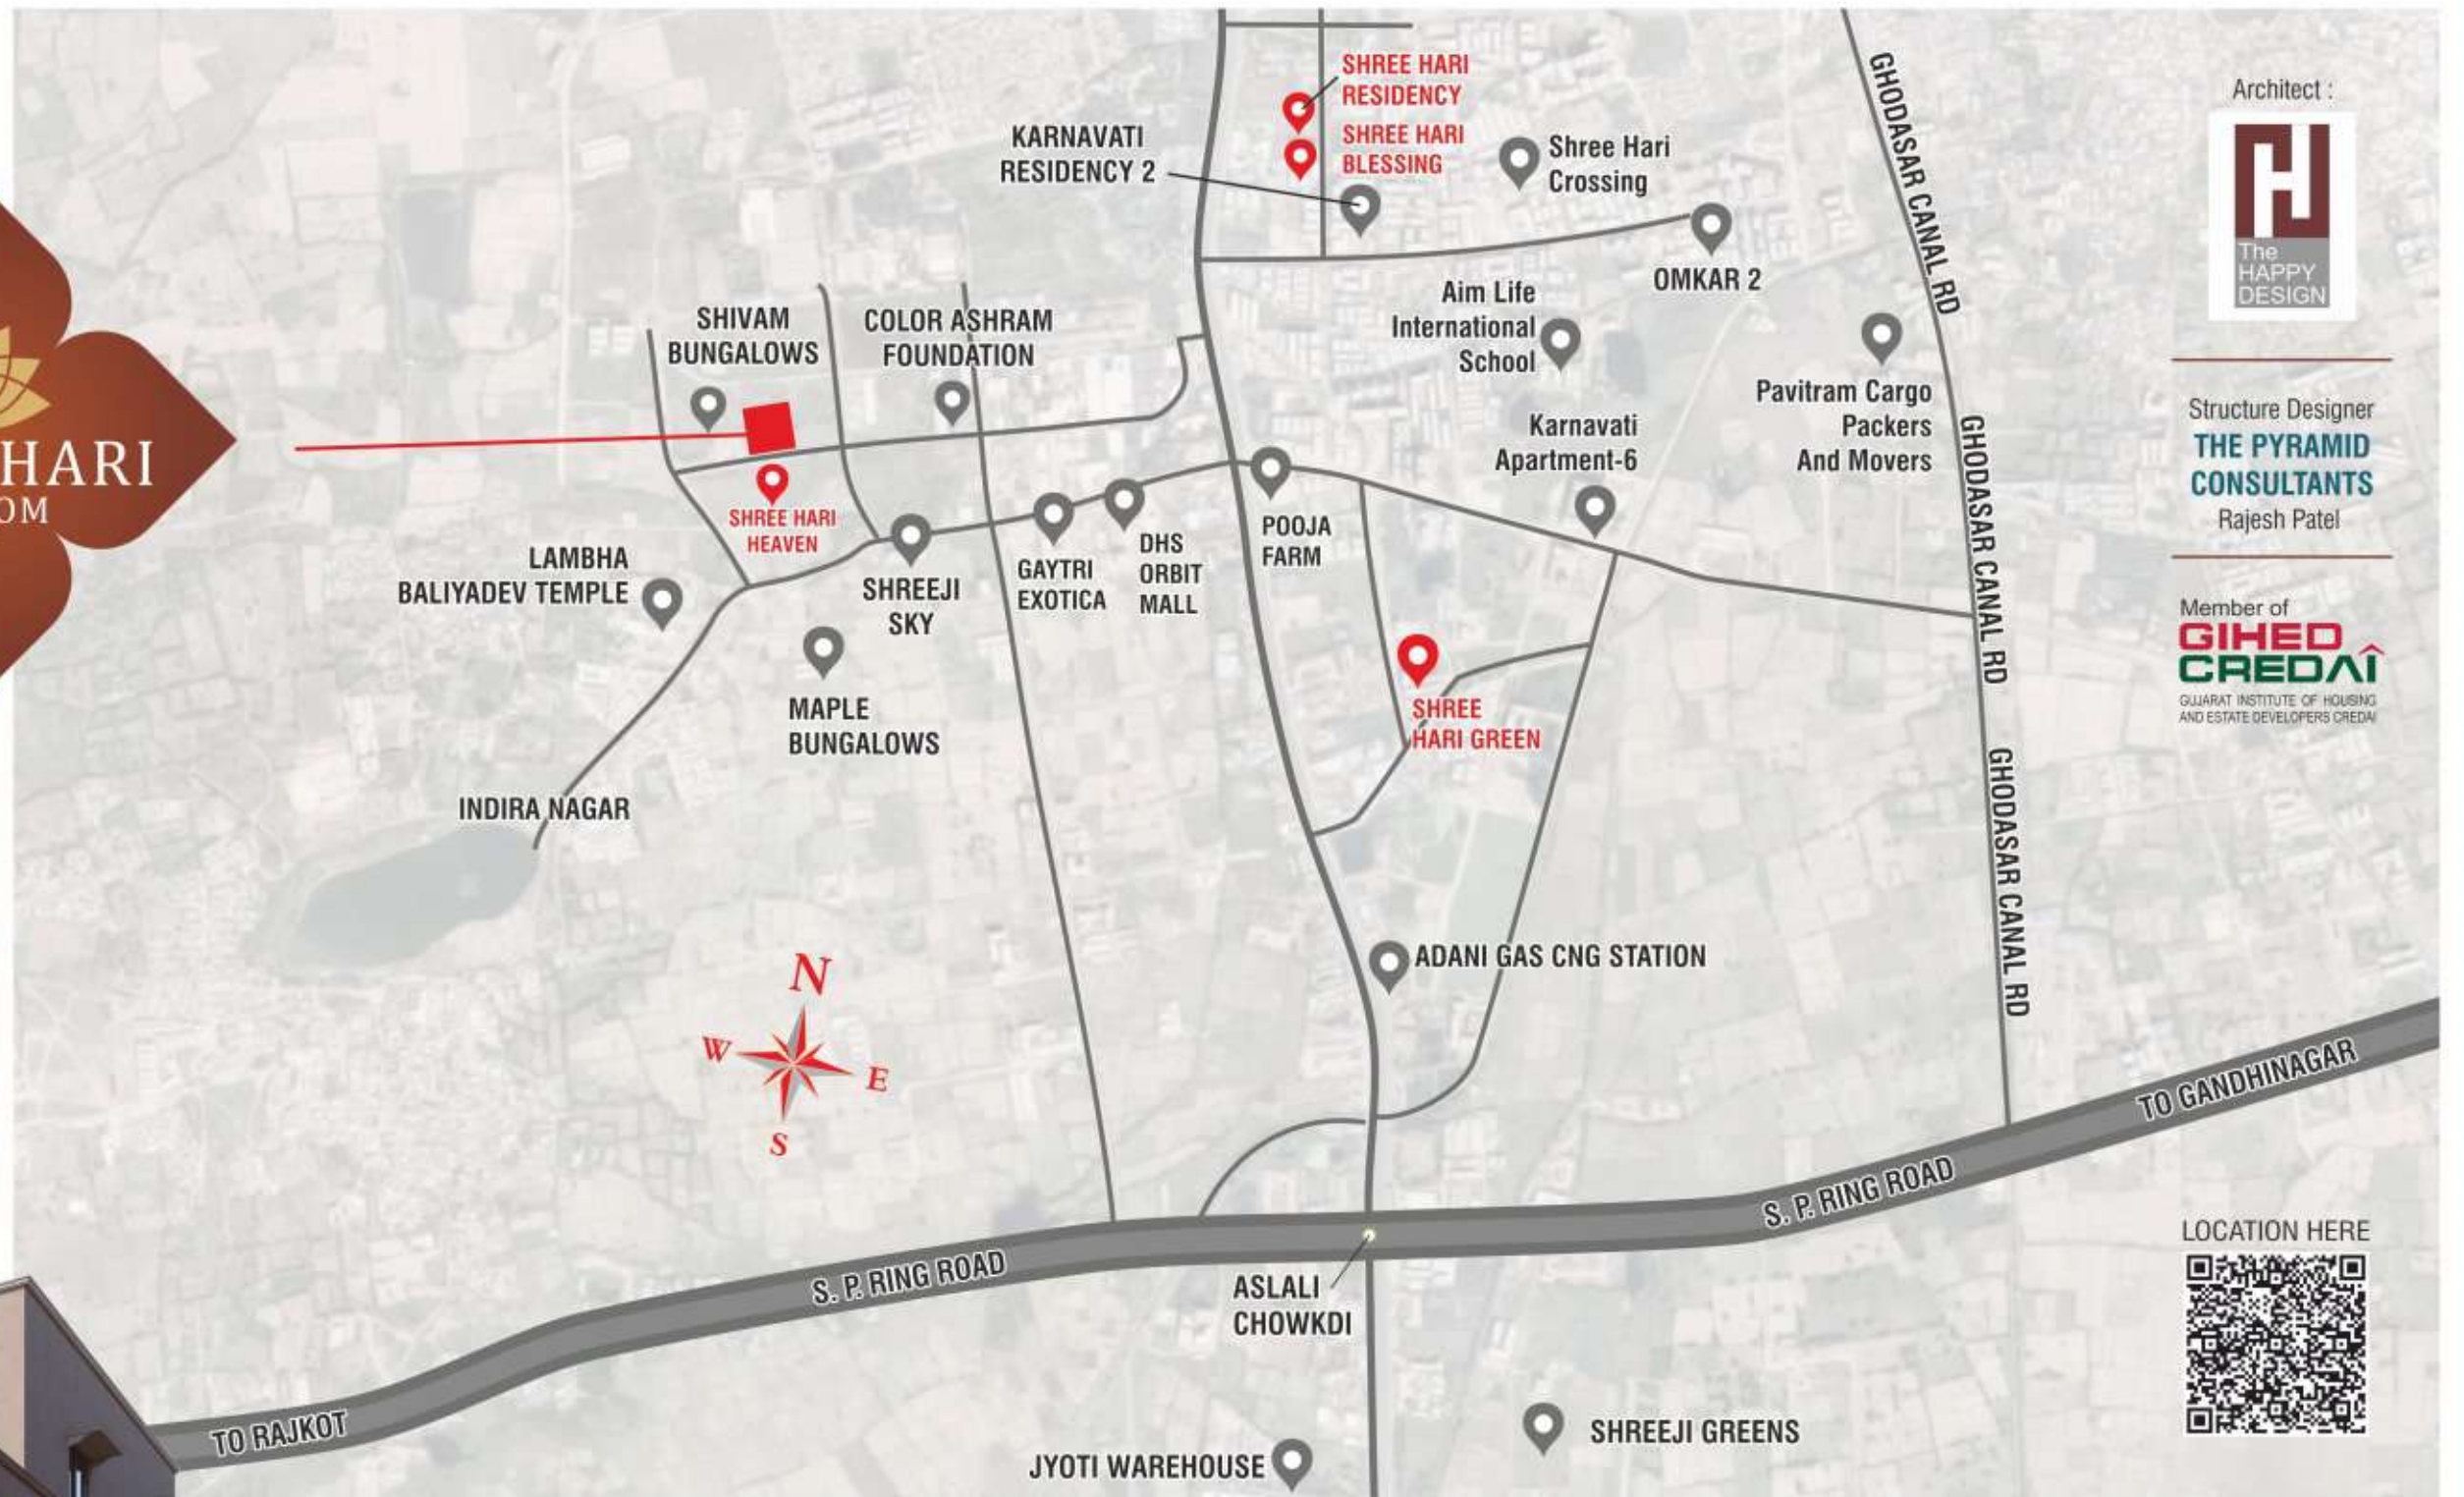 SHREE HARI
RESIDENCY
SHREE HARI
BLESSING
KARNAVATI
RESIDENCY 2
Shree Hari
Crossing
OMKAR 2
GHODASAR CANAL RD
Architect :
The
HAPPY
DESIGN
SHIVAM
BUNGALOWS
COLOR ASHRAM
FOUNDATION
Aim Life
International
School
Pavitram Cargo
Packers
And Movers
Karnavati
Apartment-6
GHODASAR CANAL RD
Structure Designer
THE PYRAMID
CONSULTANTS
Rajesh Patel
HARI
SHREE HARI
HEAVEN
LAMBHA
BALIYADEV TEMPLE
SHREEJI
SKY
GAYTRI
EXOTICA
DHS
ORBIT
MALL
POOJA
FARM
Member of
GIHED
CREDAI
GUJARAT INSTITUTE OF HOUSING
AND ESTATE DEVELOPERS CREDAI
MAPLE
BUNGALOWS
SHREE
HARI GREEN
INDIRA NAGAR
GHODASAR CANAL RD
ADANI GAS CNG STATION
N
W
E
S
TO GANDHINAGAR
S. P. RING ROAD
S. P. RING ROAD
ASLALI
CHOWKDI
LOCATION HERE
TO RAJKOT
JYOTI WAREHOUSE
SHREEJI GREENS